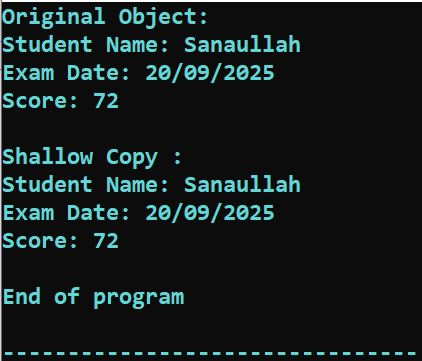 Original Object:
Student Name: Sanaullah
Exam Date: 20/09/2025
Score: 72

Shallow Copy :
Student Name: Sanaullah
Exam Date: 20/09/2025
Score: 72

End of program

--------------------------------